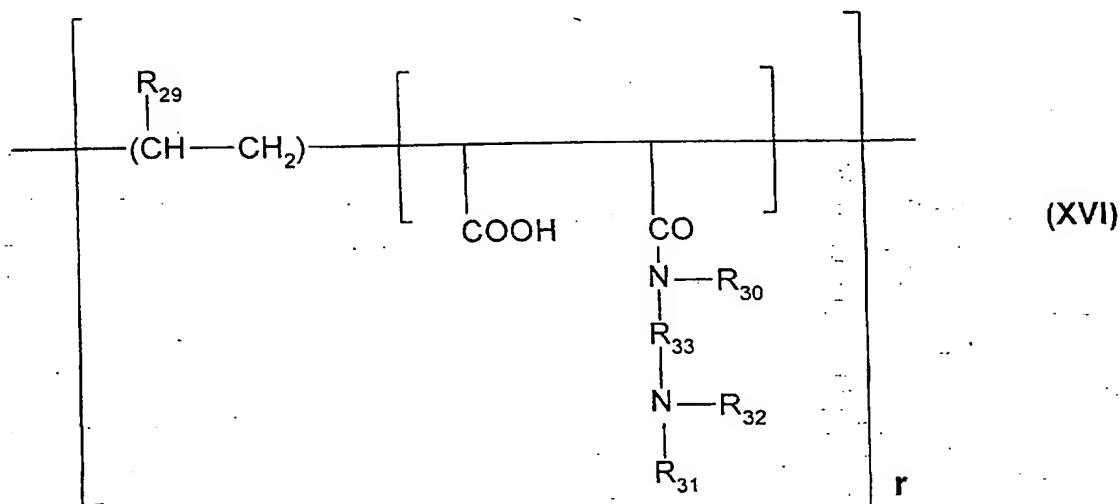 R₂₉
(CH—CH₂)
(XVI)
COOH CO
N—R₃₀
R₃₃
N—R₃₂
R₃₁
r